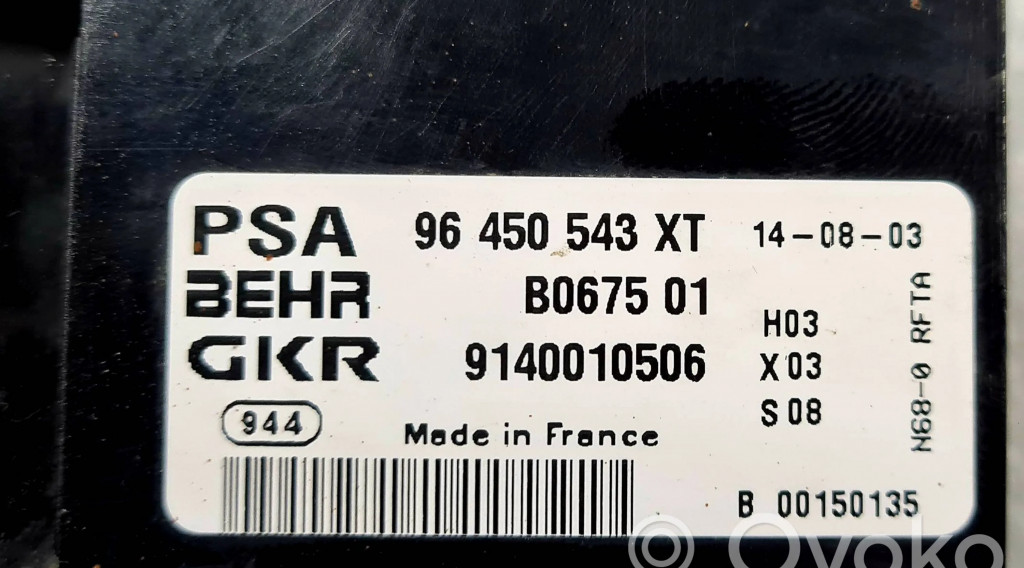 PSA 96 450 543 XT 14-08-03
BEHR B0675 01 H03
GKR 9140010506 X03
944 Made in France S08
N68-0 RFTA
B 00150135
© Ovoko